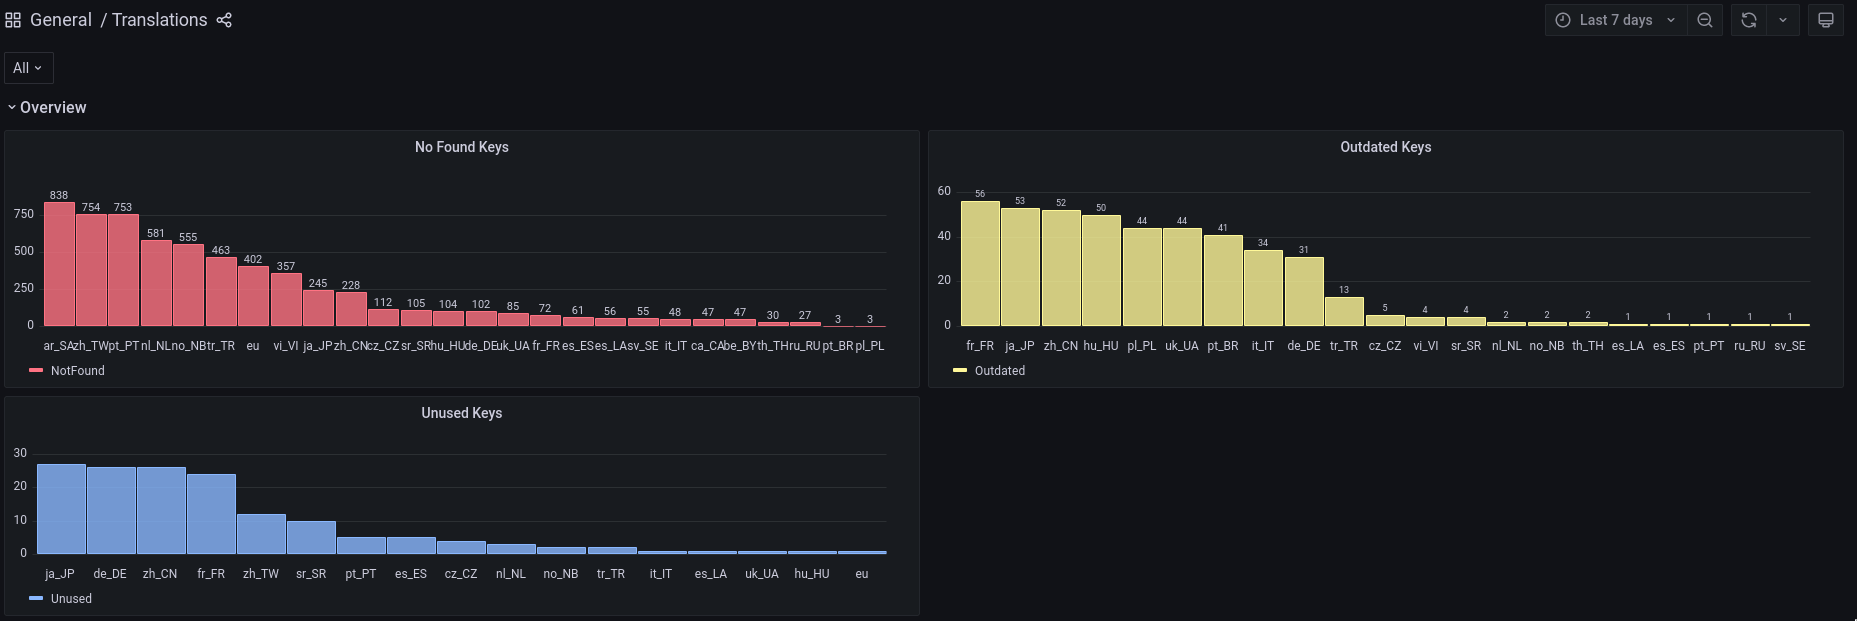 General / Translations
Last 7 days
All
Overview
No Found Keys
838
754 753
750
581 555
500
463
402
357
250
245 228
112 105 104 102 85 72 61 56 55 48 47 47 30 27 3 3
0
ar_SA zh_TW pt_PT nl_NL no_NB tr_TR eu vi_VI ja_JP zh_CN cz_CZ sr_SR hu_HU de_DE uk_UA fr_FR es_ES es_LA sv_SE it_IT ca_CA be_BY th_TH ru_RU pt_BR pl_PL
NotFound
Outdated Keys
60
56 53 52 50
44 44 41
40
34 31
20
13
5 4 4 2 2 2 1 1 1 1 1
0
fr_FR ja_JP zh_CN hu_HU pl_PL uk_UA pt_BR it_IT de_DE tr_TR cz_CZ vi_VI sr_SR nl_NL no_NB th_TH es_LA es_ES pt_PT ru_RU sv_SE
Outdated
Unused Keys
30
20
10
0
ja_JP de_DE zh_CN fr_FR zh_TW sr_SR pt_PT es_ES cz_CZ nl_NL no_NB tr_TR it_IT es_LA uk_UA hu_HU eu
Unused